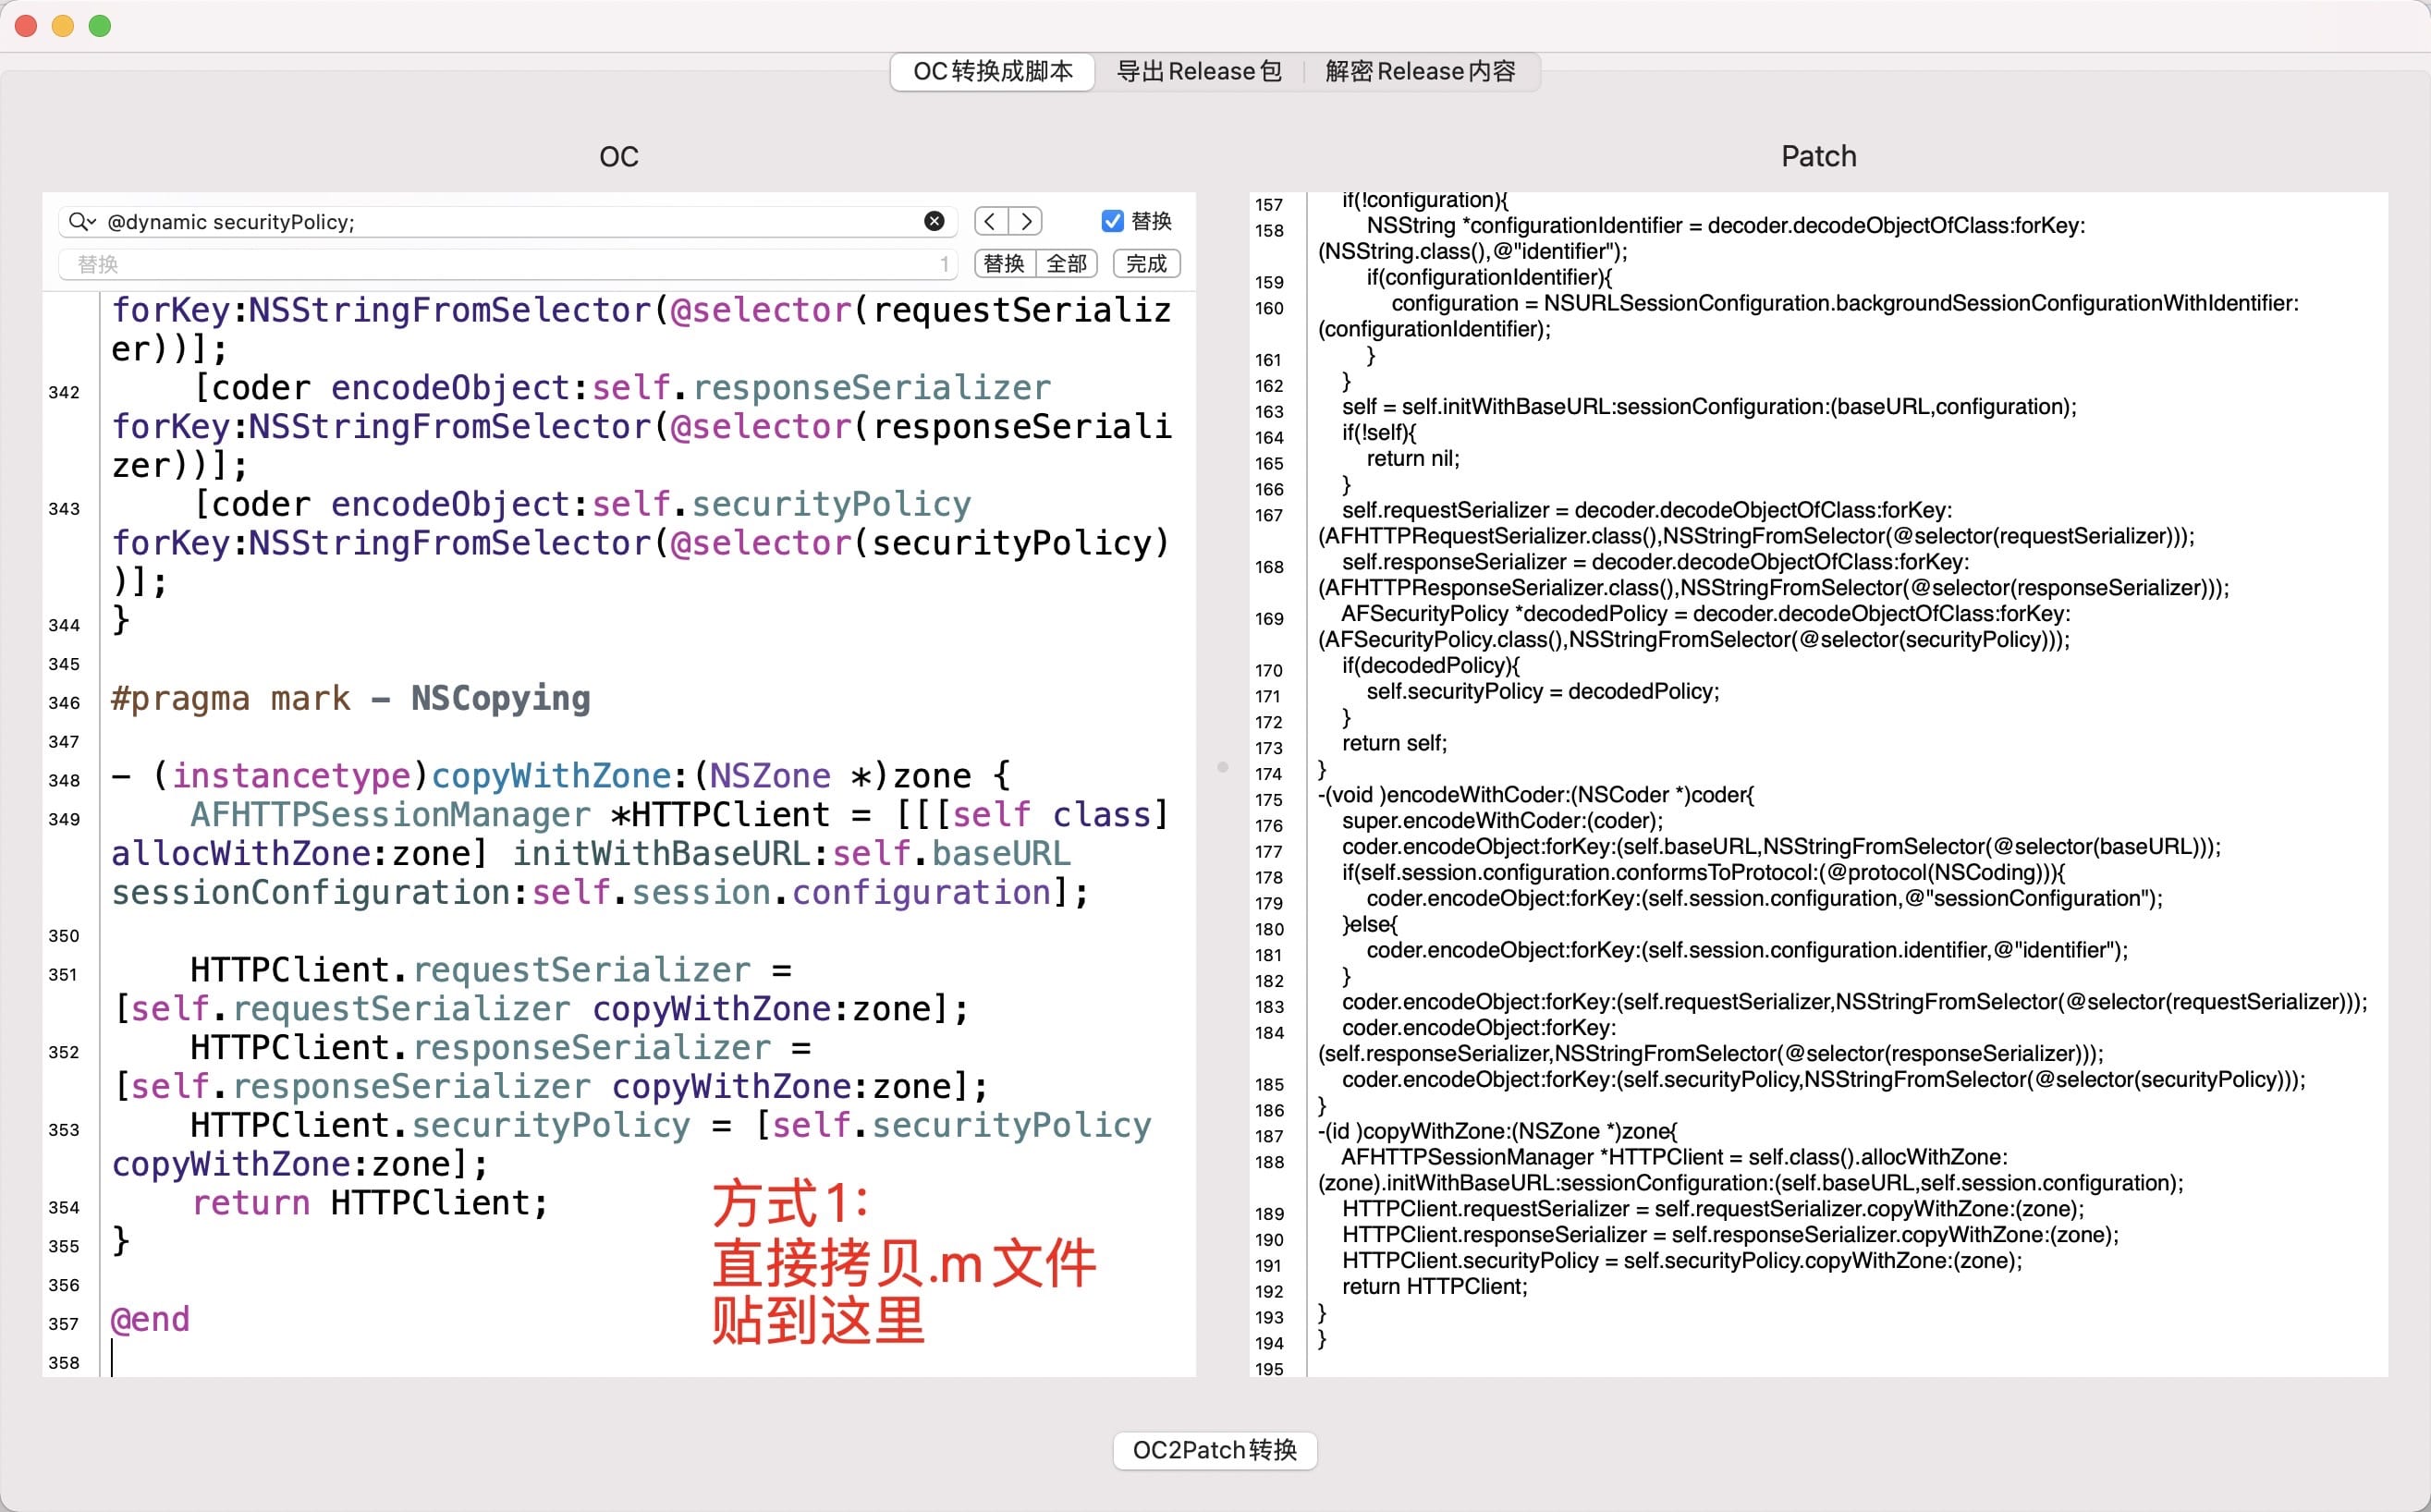 OC转换成脚本 导出Release包 解密Release内容
OC
@dynamic securityPolicy;
替换
替换 1
替换 全部 完成
forKey:NSStringFromSelector(@selector(requestSerializ
er))];
342 [coder encodeObject:self.responseSerializer
forKey:NSStringFromSelector(@selector(responseSeriali
zer))];
343 [coder encodeObject:self.securityPolicy
forKey:NSStringFromSelector(@selector(securityPolicy)
)];
344 }
345
346 #pragma mark - NSCopying
347
348 - (instancetype)copyWithZone:(NSZone *)zone {
349 AFHTTPSessionManager *HTTPClient = [[[self class]
allocWithZone:zone] initWithBaseURL:self.baseURL
sessionConfiguration:self.session.configuration];
350
351 HTTPClient.requestSerializer =
[self.requestSerializer copyWithZone:zone];
352 HTTPClient.responseSerializer =
[self.responseSerializer copyWithZone:zone];
353 HTTPClient.securityPolicy = [self.securityPolicy
copyWithZone:zone];
354 return HTTPClient;
355 }
356
357 @end
358
方式1:
直接拷贝.m文件
贴到这里
Patch
157 if(!configuration){
158 NSString *configurationIdentifier = decoder.decodeObjectOfClass:forKey:
(NSString.class(),@"identifier");
159 if(configurationIdentifier){
160 configuration = NSURLSessionConfiguration.backgroundSessionConfigurationWithIdentifier:
(configurationIdentifier);
161 }
162 }
163 self = self.initWithBaseURL:sessionConfiguration:(baseURL,configuration);
164 if(!self){
165 return nil;
166 }
167 self.requestSerializer = decoder.decodeObjectOfClass:forKey:
(AFHTTPRequestSerializer.class(),NSStringFromSelector(@selector(requestSerializer)));
168 self.responseSerializer = decoder.decodeObjectOfClass:forKey:
(AFHTTPResponseSerializer.class(),NSStringFromSelector(@selector(responseSerializer)));
169 AFSecurityPolicy *decodedPolicy = decoder.decodeObjectOfClass:forKey:
(AFSecurityPolicy.class(),NSStringFromSelector(@selector(securityPolicy)));
170 if(decodedPolicy){
171 self.securityPolicy = decodedPolicy;
172 }
173 return self;
174 }
175 -(void )encodeWithCoder:(NSCoder *)coder{
176 super.encodeWithCoder:(coder);
177 coder.encodeObject:forKey:(self.baseURL,NSStringFromSelector(@selector(baseURL)));
178 if(self.session.configuration.conformsToProtocol:(@protocol(NSCoding))){
179 coder.encodeObject:forKey:(self.session.configuration,@"sessionConfiguration");
180 }else{
181 coder.encodeObject:forKey:(self.session.configuration.identifier,@"identifier");
182 }
183 coder.encodeObject:forKey:(self.requestSerializer,NSStringFromSelector(@selector(requestSerializer)));
184 coder.encodeObject:forKey:
(self.responseSerializer,NSStringFromSelector(@selector(responseSerializer)));
185 coder.encodeObject:forKey:(self.securityPolicy,NSStringFromSelector(@selector(securityPolicy)));
186 }
187 -(id )copyWithZone:(NSZone *)zone{
188 AFHTTPSessionManager *HTTPClient = self.class().allocWithZone:
(zone).initWithBaseURL:sessionConfiguration:(self.baseURL,self.session.configuration);
189 HTTPClient.requestSerializer = self.requestSerializer.copyWithZone:(zone);
190 HTTPClient.responseSerializer = self.responseSerializer.copyWithZone:(zone);
191 HTTPClient.securityPolicy = self.securityPolicy.copyWithZone:(zone);
192 return HTTPClient;
193 }
194 }
195
OC2Patch转换